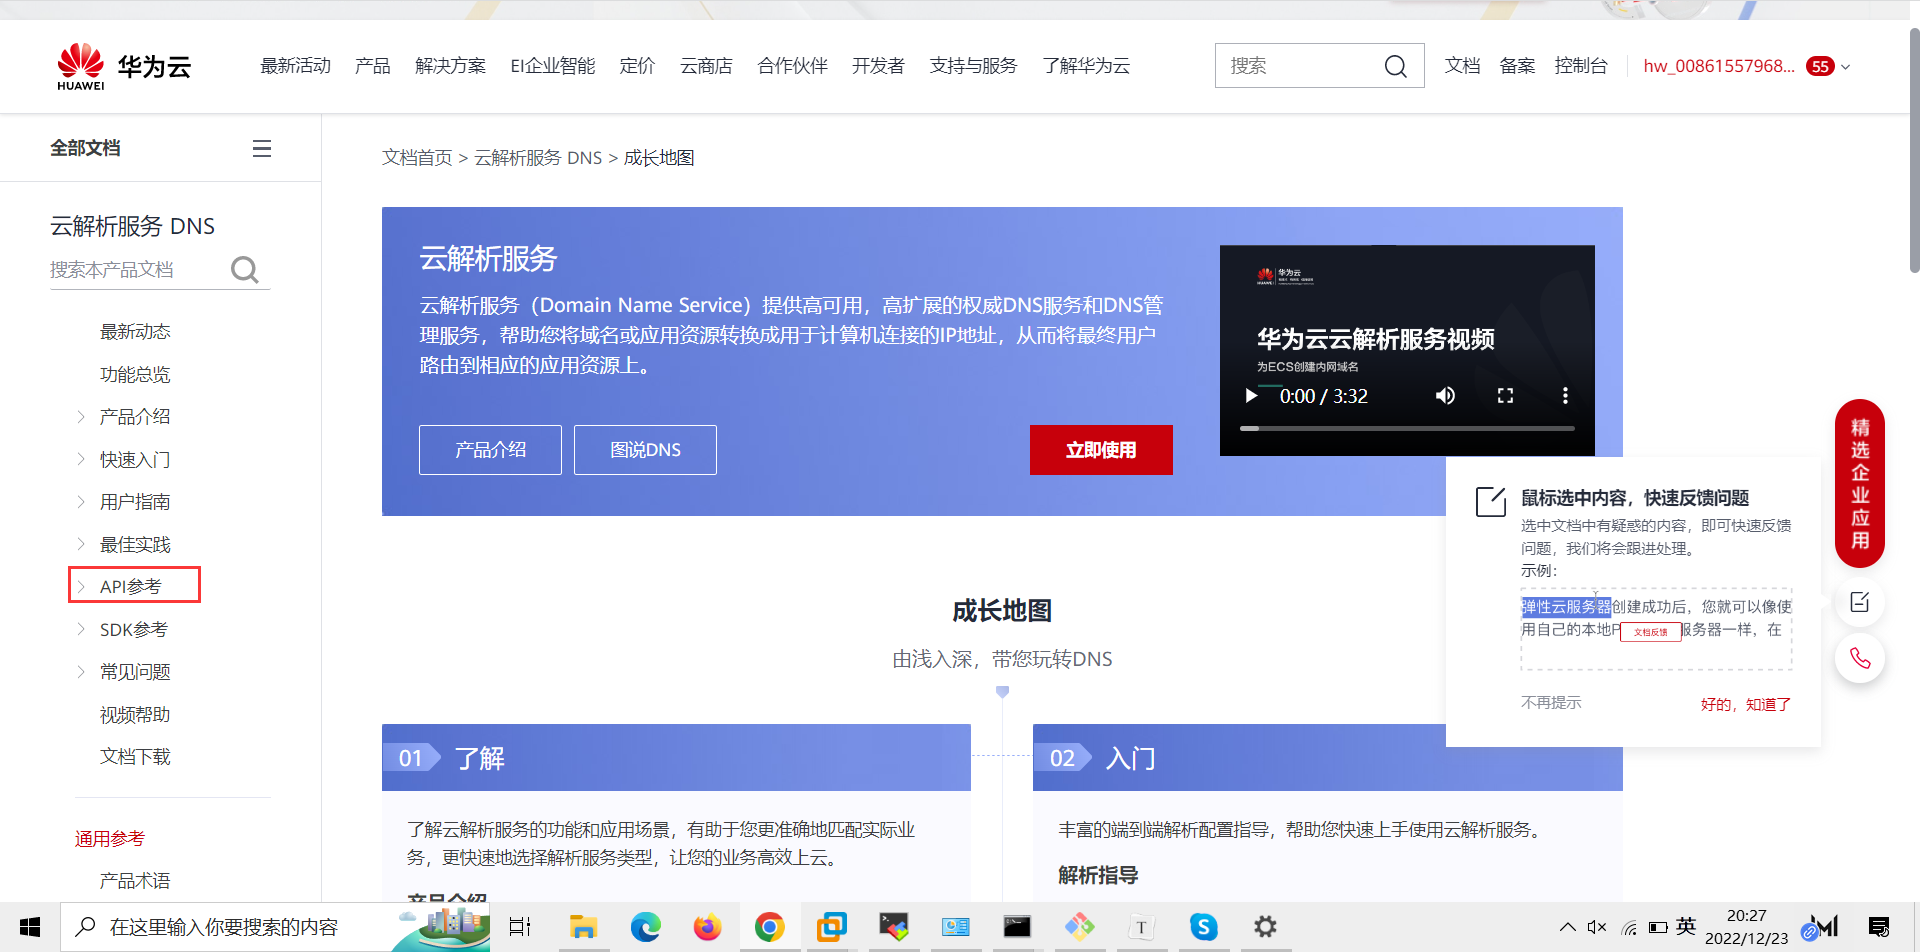 HUAWEI 华为云
最新活动 产品 解决方案 EI企业智能 定价 云商店 合作伙伴 开发者 支持与服务 了解华为云
搜索
文档 备案 控制台 hw_00861557968... 55
全部文档
云解析服务 DNS
搜索本产品文档
最新动态
功能总览
产品介绍
快速入门
用户指南
最佳实践
API参考
SDK参考
常见问题
视频帮助
文档下载
通用参考
产品术语
文档首页 > 云解析服务 DNS > 成长地图
云解析服务
云解析服务（Domain Name Service）提供高可用，高扩展的权威DNS服务和DNS管
理服务，帮助您将域名或应用资源转换成用于计算机连接的IP地址，从而将最终用户
路由到相应的应用资源上。
产品介绍
图说DNS
立即使用
华为云
HUAWEI
华为云云解析服务视频
为ECS创建内网域名
0:00 / 3:32
成长地图
由浅入深，带您玩转DNS
01 了解
了解云解析服务的功能和应用场景，有助于您更准确地匹配实际业
务，更快速地选择解析服务类型，让您的业务高效上云。
产品介绍
02 入门
丰富的端到端解析配置指导，帮助您快速上手使用云解析服务。
解析指导
鼠标选中内容，快速反馈问题
选中文档中有疑惑的内容，即可快速反馈
问题，我们将会跟进处理。
示例：
弹性云服务器创建成功后，您就可以像使
用自己的本地P 文档反馈 服务器一样，在
不再提示
好的，知道了
精选企业应用
在这里输入你要搜索的内容
T
英
20:27
2022/12/23